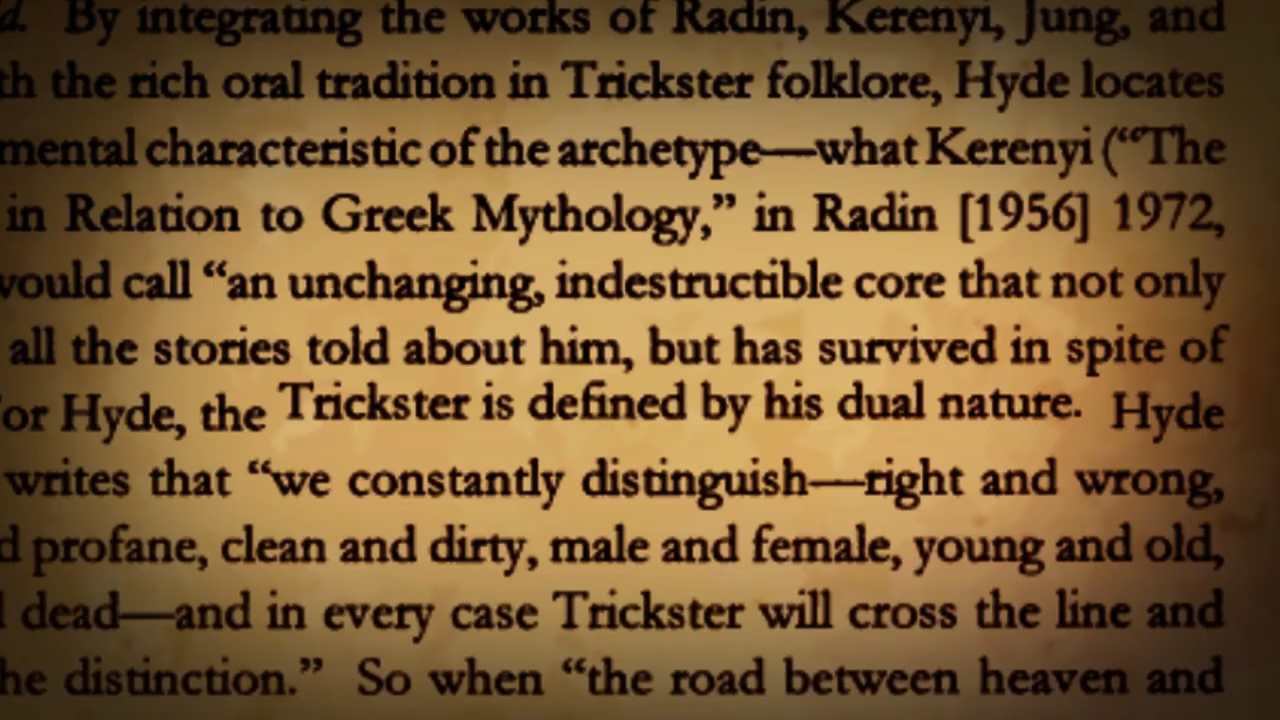 d. By integrating the works of Radin, Kerenyi, Jung, and
th the rich oral tradition in Trickster folklore, Hyde locates
mental characteristic of the archetype—what Kerenyi (“The
in Relation to Greek Mythology,” in Radin [1956] 1972,
would call “an unchanging, indestructible core that not only
all the stories told about him, but has survived in spite of
For Hyde, the Trickster is defined by his dual nature. Hyde
writes that “we constantly distinguish—right and wrong,
d profane, clean and dirty, male and female, young and old,
d dead—and in every case Trickster will cross the line and
he distinction.” So when “the road between heaven and